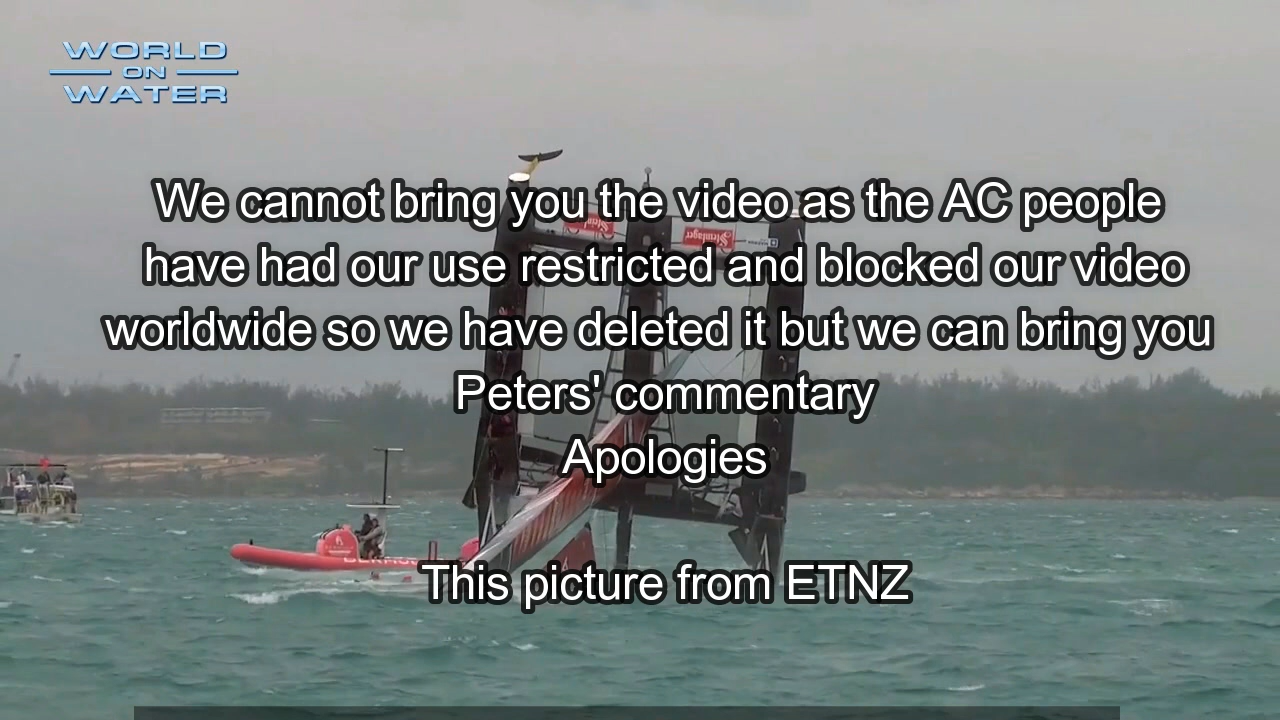 WORLD
ON
WATER
We cannot bring you the video as the AC people
have had our use restricted and blocked our video
worldwide so we have deleted it but we can bring you
Peters' commentary
Apologies
This picture from ETNZ
Steinlager